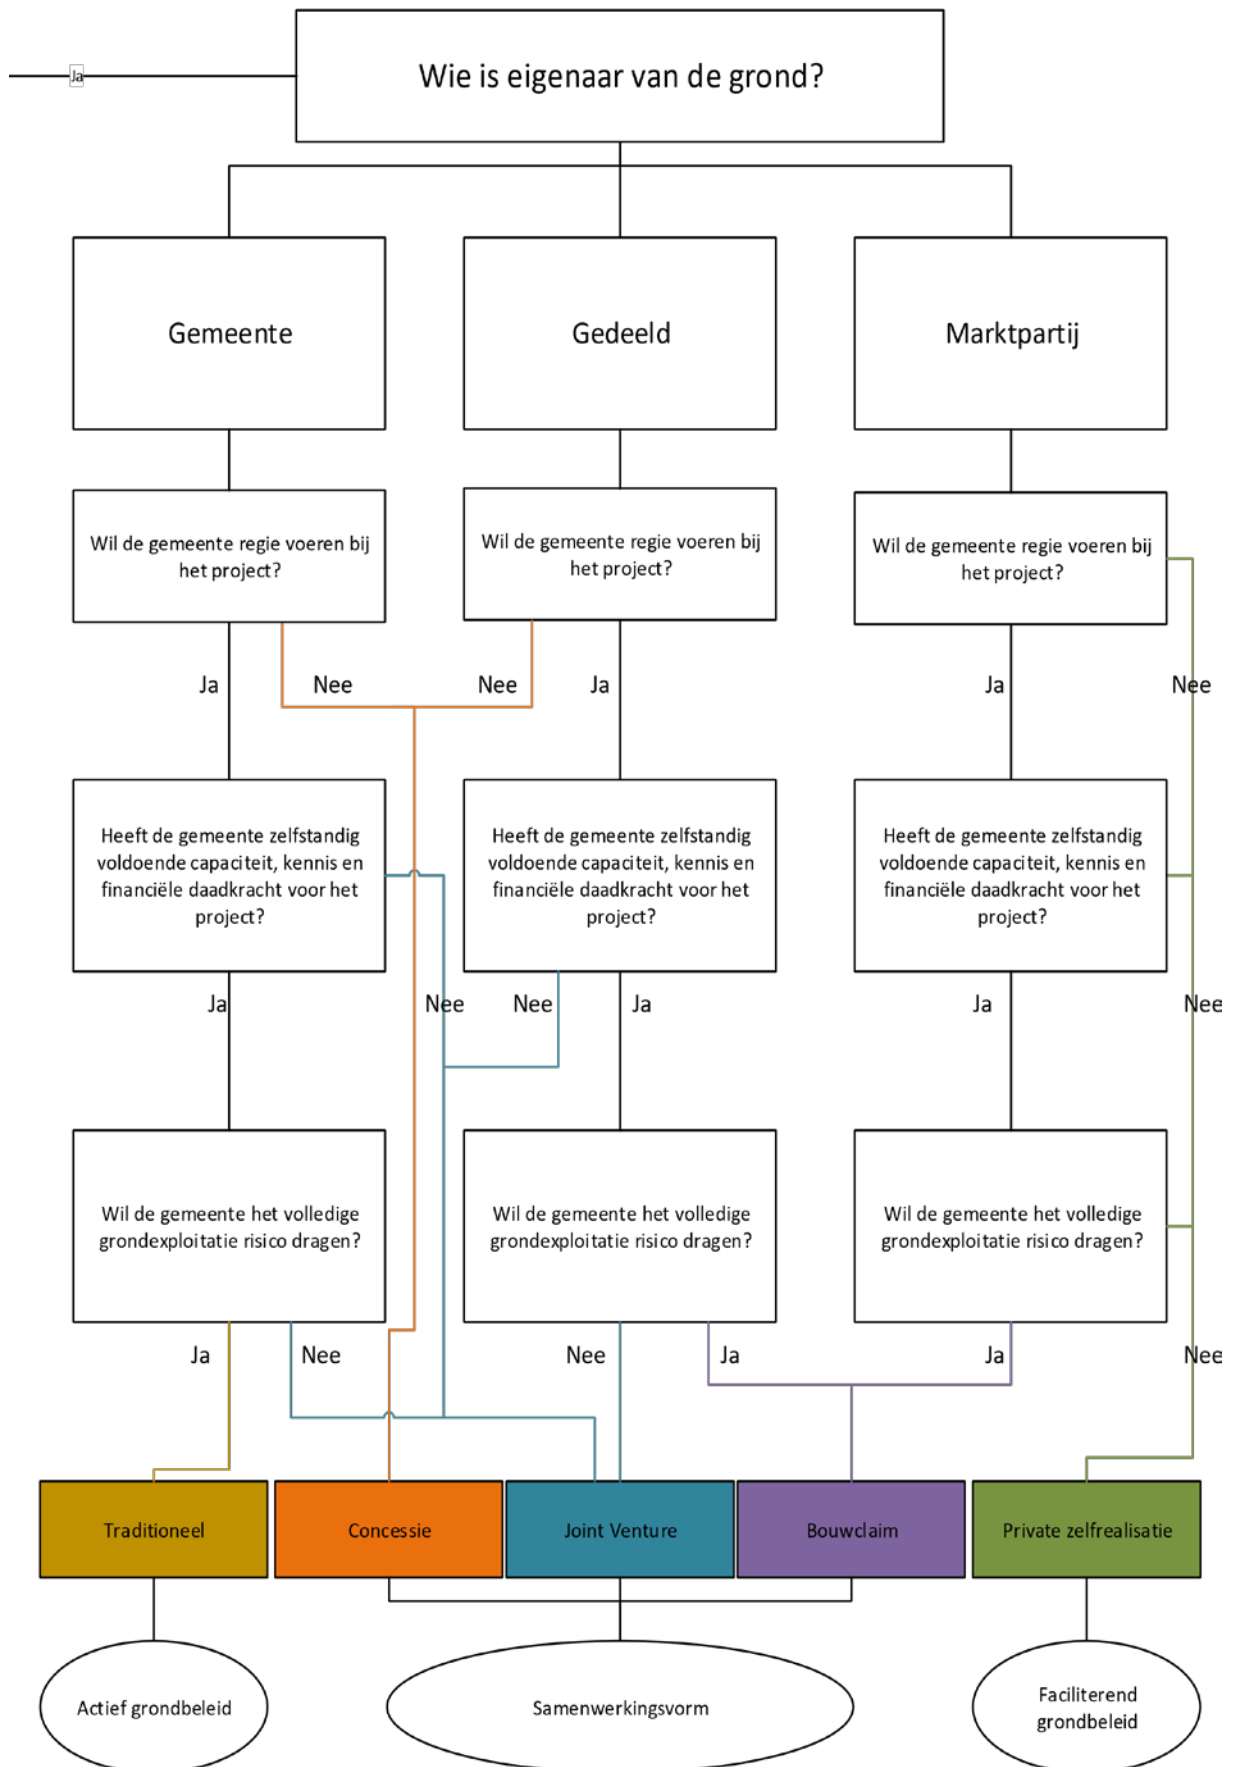 Ja
Wie is eigenaar van de grond?
Gemeente
Gedeeld
Marktpartij
Wil de gemeente regie voeren bij
het project?
Wil de gemeente regie voeren bij
het project?
Wil de gemeente regie voeren bij
het project?
Ja
Nee
Nee
Ja
Ja
Nee
Heeft de gemeente zelfstandig
voldoende capaciteit, kennis en
financiële daadkracht voor het
project?
Heeft de gemeente zelfstandig
voldoende capaciteit, kennis en
financiële daadkracht voor het
project?
Heeft de gemeente zelfstandig
voldoende capaciteit, kennis en
financiële daadkracht voor het
project?
Ja
Nee
Nee
Ja
Ja
Nee
Wil de gemeente het volledige
grondexploitatie risico dragen?
Wil de gemeente het volledige
grondexploitatie risico dragen?
Wil de gemeente het volledige
grondexploitatie risico dragen?
Ja
Nee
Nee
Ja
Ja
Nee
Traditioneel
Concessie
Joint Venture
Bouwclaim
Private zelfrealisatie
Actief grondbeleid
Samenwerkingsvorm
Faciliterend
grondbeleid